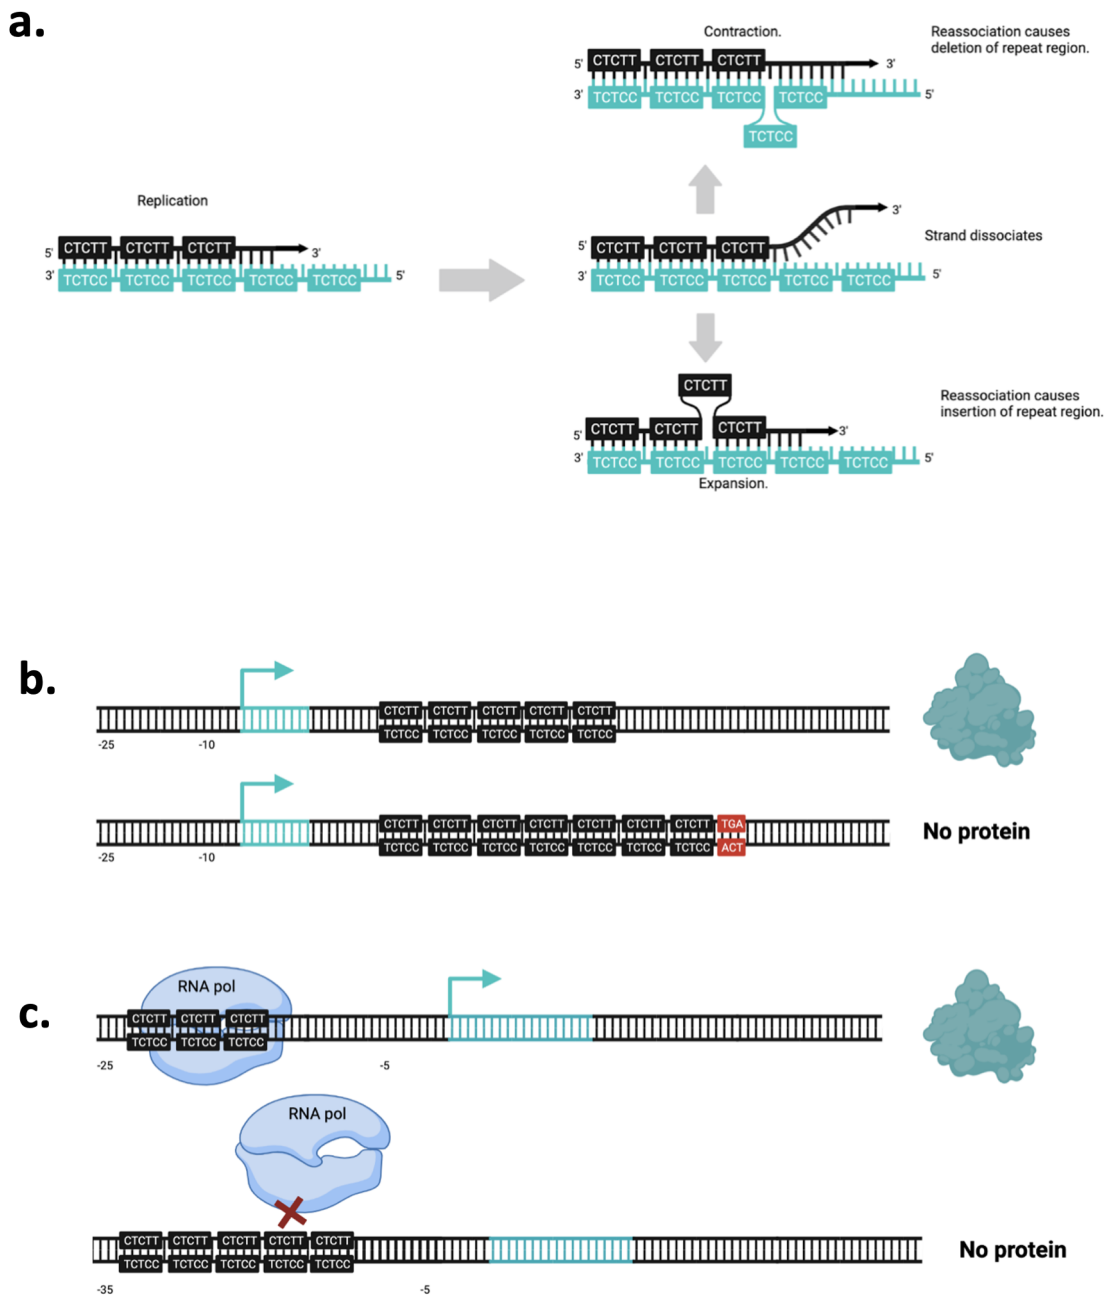 a.
Contraction.
Reassociation causes
deletion of repeat region.
5' CTCTT CTCTT CTCTT 3'
3' TCTCC TCTCC TCTCC TCTCC 5'
TCTCC
Replication
5' CTCTT CTCTT CTCTT 3'
3' TCTCC TCTCC TCTCC TCTCC TCTCC 5'
3'
Strand dissociates
5' CTCTT CTCTT CTCTT
3' TCTCC TCTCC TCTCC TCTCC TCTCC 5'
CTCTT
Reassociation causes
insertion of repeat region.
5' CTCTT CTCTT CTCTT 3'
3' TCTCC TCTCC TCTCC TCTCC TCTCC 5'
Expansion.
b.
CTCTT CTCTT CTCTT CTCTT CTCTT
TCTCC TCTCC TCTCC TCTCC TCTCC
-25 -10
CTCTT CTCTT CTCTT CTCTT CTCTT CTCTT CTCTT TGA
TCTCC TCTCC TCTCC TCTCC TCTCC TCTCC TCTCC ACT
No protein
-25 -10
c.
RNA pol
CTCTT CTCTT CTCTT
TCTCC TCTCC TCTCC
-25 -5
RNA pol
CTCTT CTCTT CTCTT CTCTT CTCTT
TCTCC TCTCC TCTCC TCTCC TCTCC
No protein
-35 -5